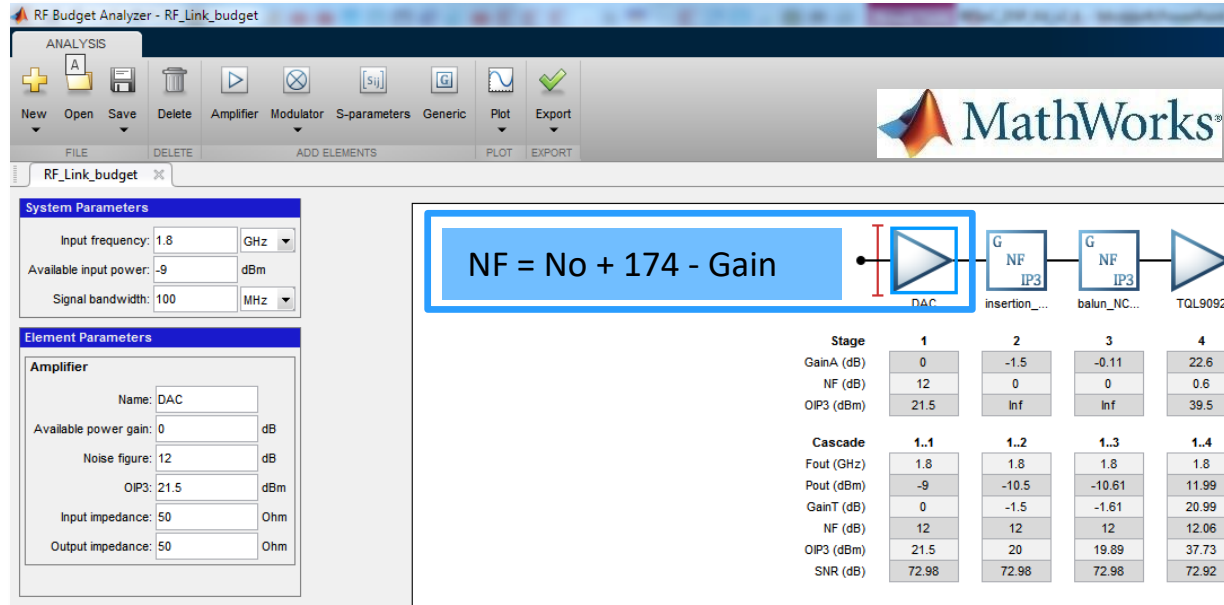 RF Budget Analyzer - RF_Link_budget
ANALYSIS
A
New Open Save Delete Amplifier Modulator S-parameters Generic Plot Export
[Sij] G
FILE DELETE ADD ELEMENTS PLOT EXPORT
MathWorks®
RF_Link_budget
System Parameters
Input frequency: 1.8 GHz
Available input power: -9 dBm
Signal bandwidth: 100 MHz
Element Parameters
Amplifier
Name: DAC
Available power gain: 0 dB
Noise figure: 12 dB
OIP3: 21.5 dBm
Input impedance: 50 Ohm
Output impedance: 50 Ohm
NF = No + 174 - Gain
G NF IP3
G NF IP3
DAC insertion_... balun_NC... TQL9092
Stage 1 2 3 4
GainA (dB) 0 -1.5 -0.11 22.6
NF (dB) 12 0 0 0.6
OIP3 (dBm) 21.5 Inf Inf 39.5
Cascade 1..1 1..2 1..3 1..4
Fout (GHz) 1.8 1.8 1.8 1.8
Pout (dBm) -9 -10.5 -10.61 11.99
GainT (dB) 0 -1.5 -1.61 20.99
NF (dB) 12 12 12 12.06
OIP3 (dBm) 21.5 20 19.89 37.73
SNR (dB) 72.98 72.98 72.98 72.92